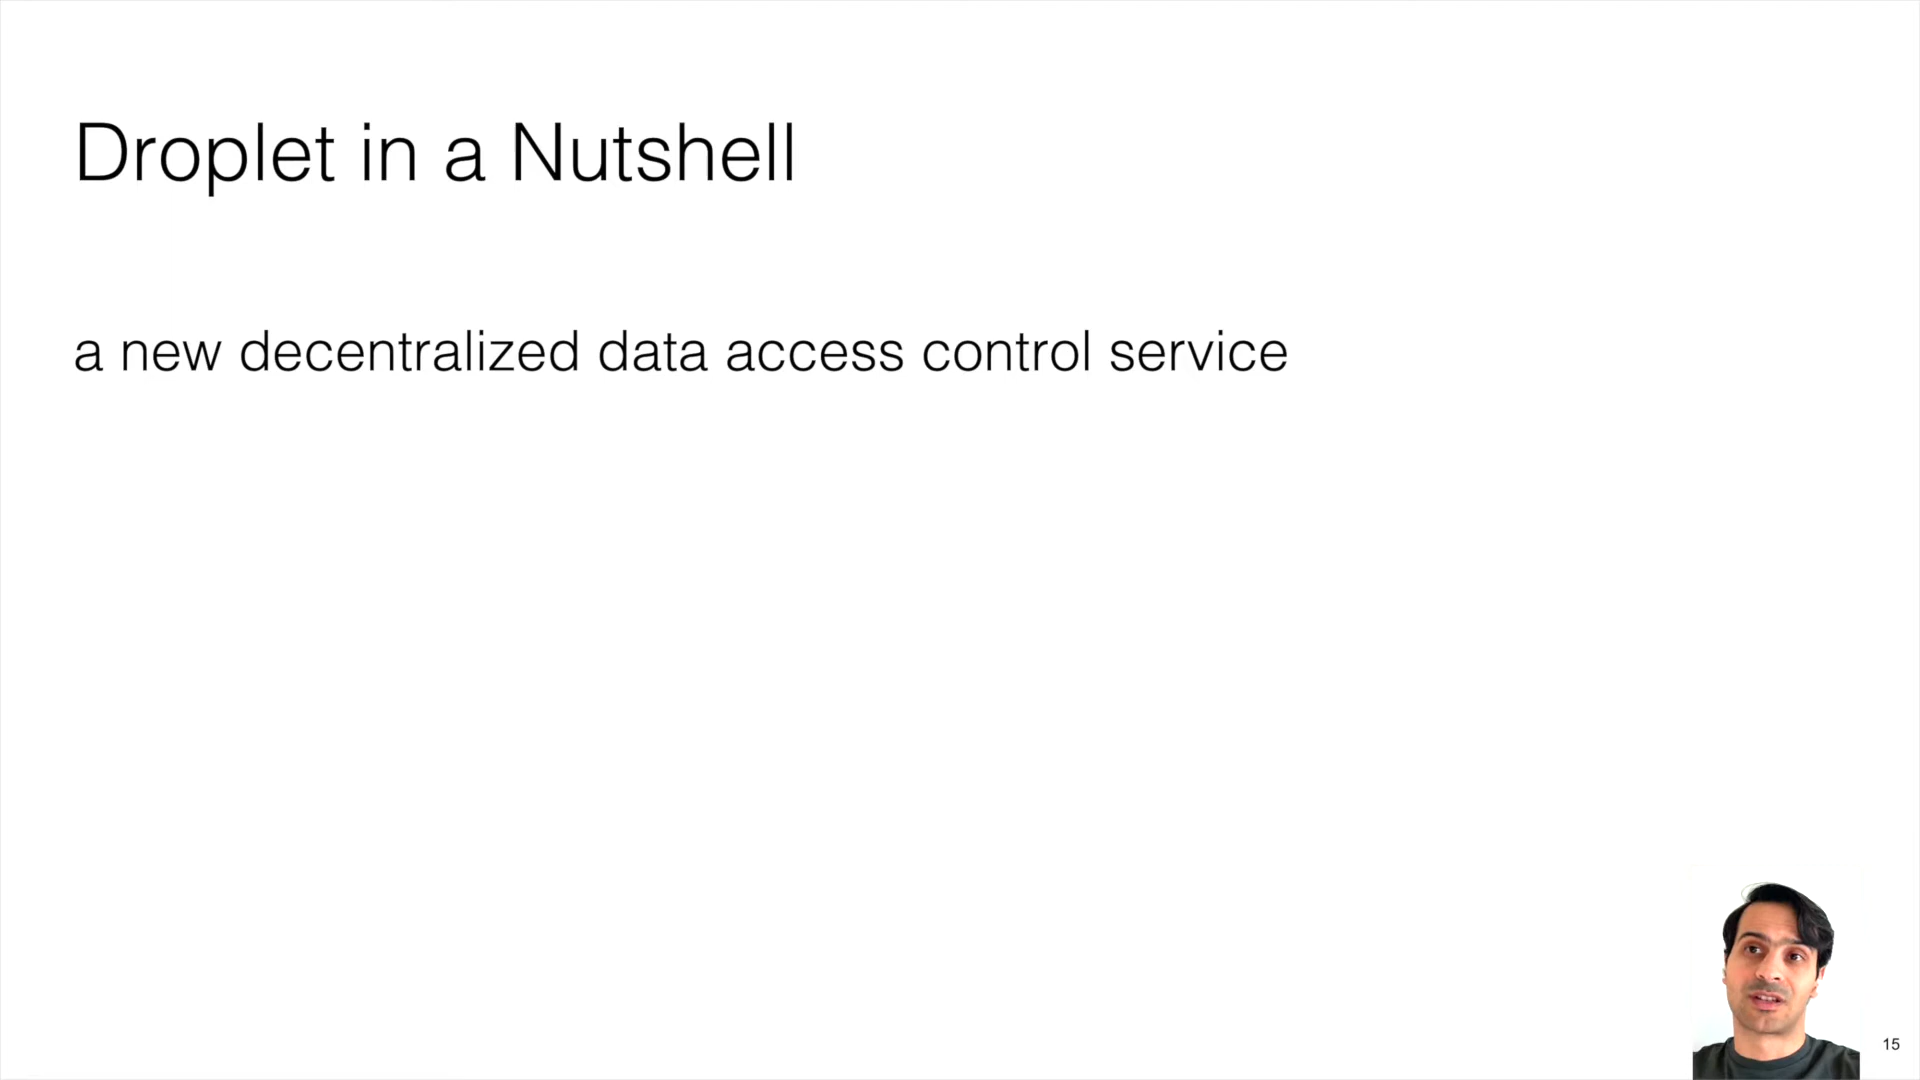 Droplet in a Nutshell
a new decentralized data access control service
15